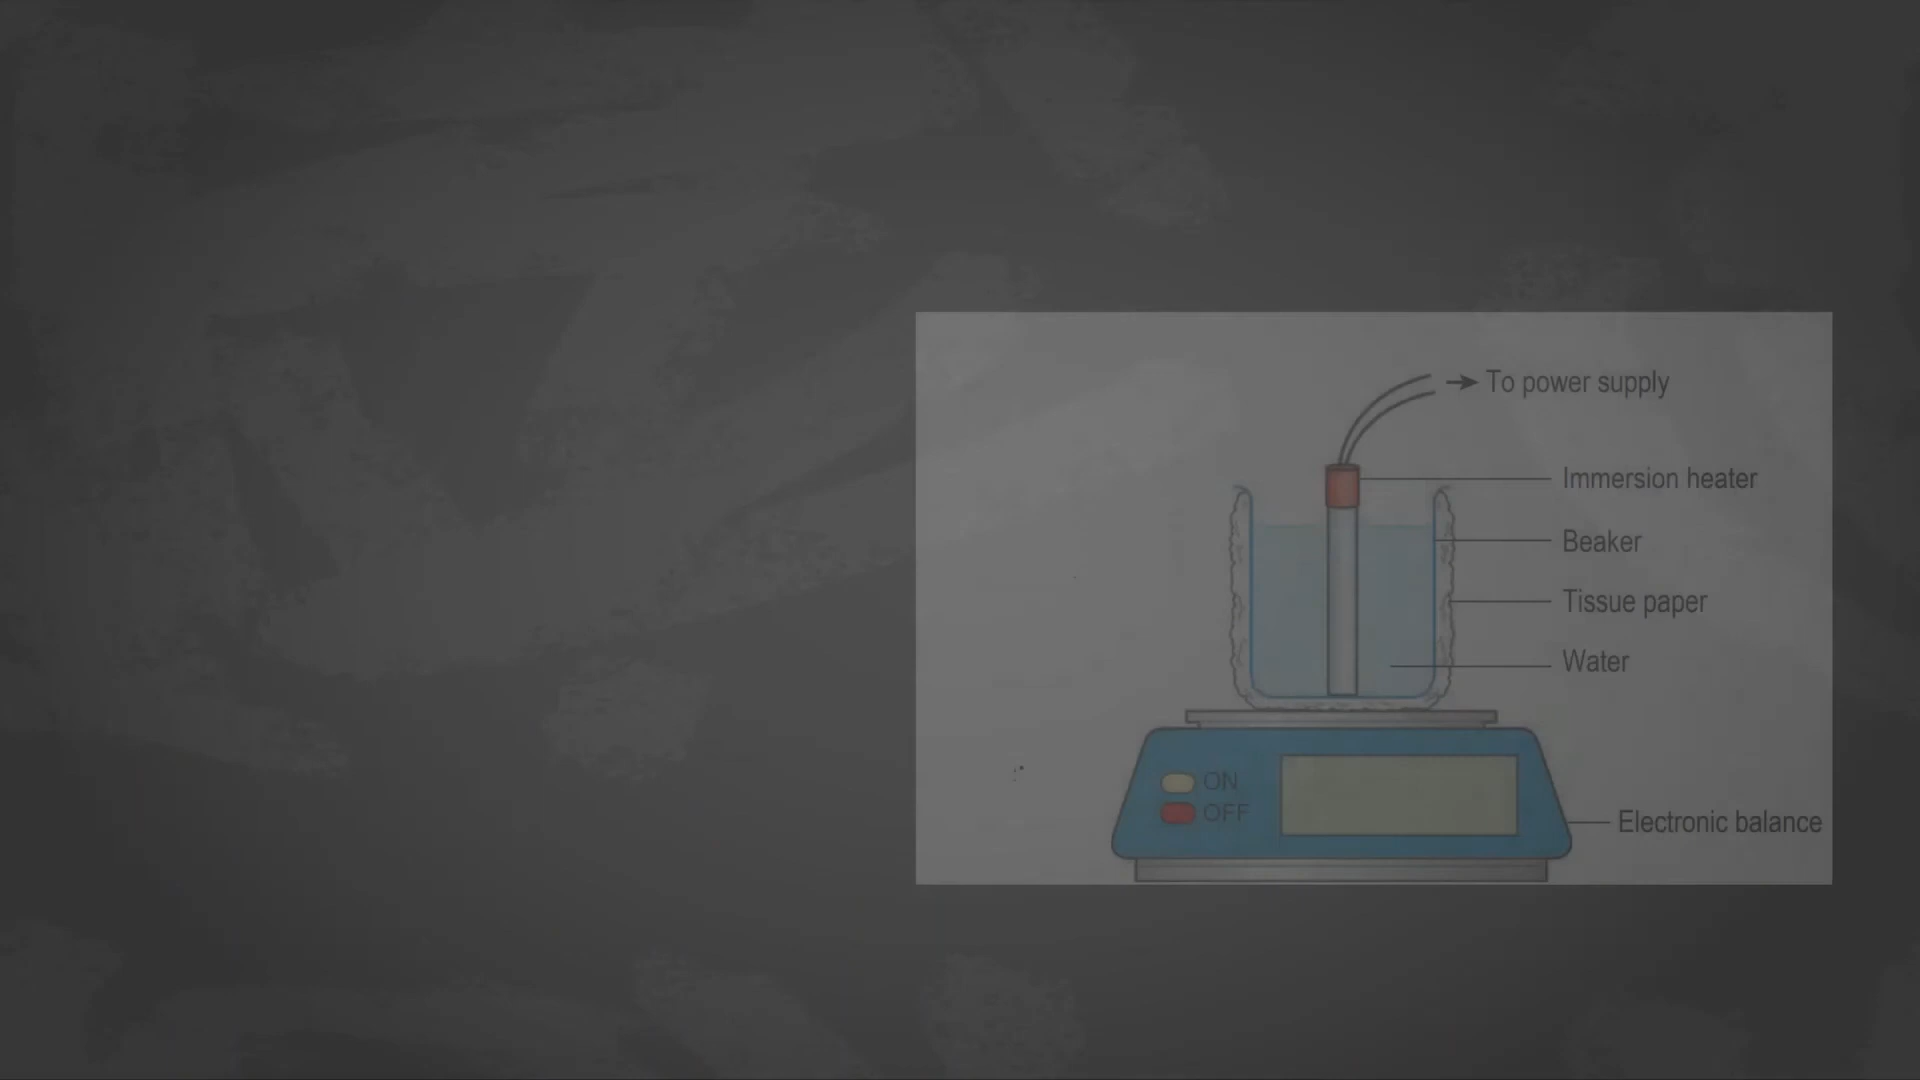 To power supply
Immersion heater
Beaker
Tissue paper
Water
ON
OFF
Electronic balance